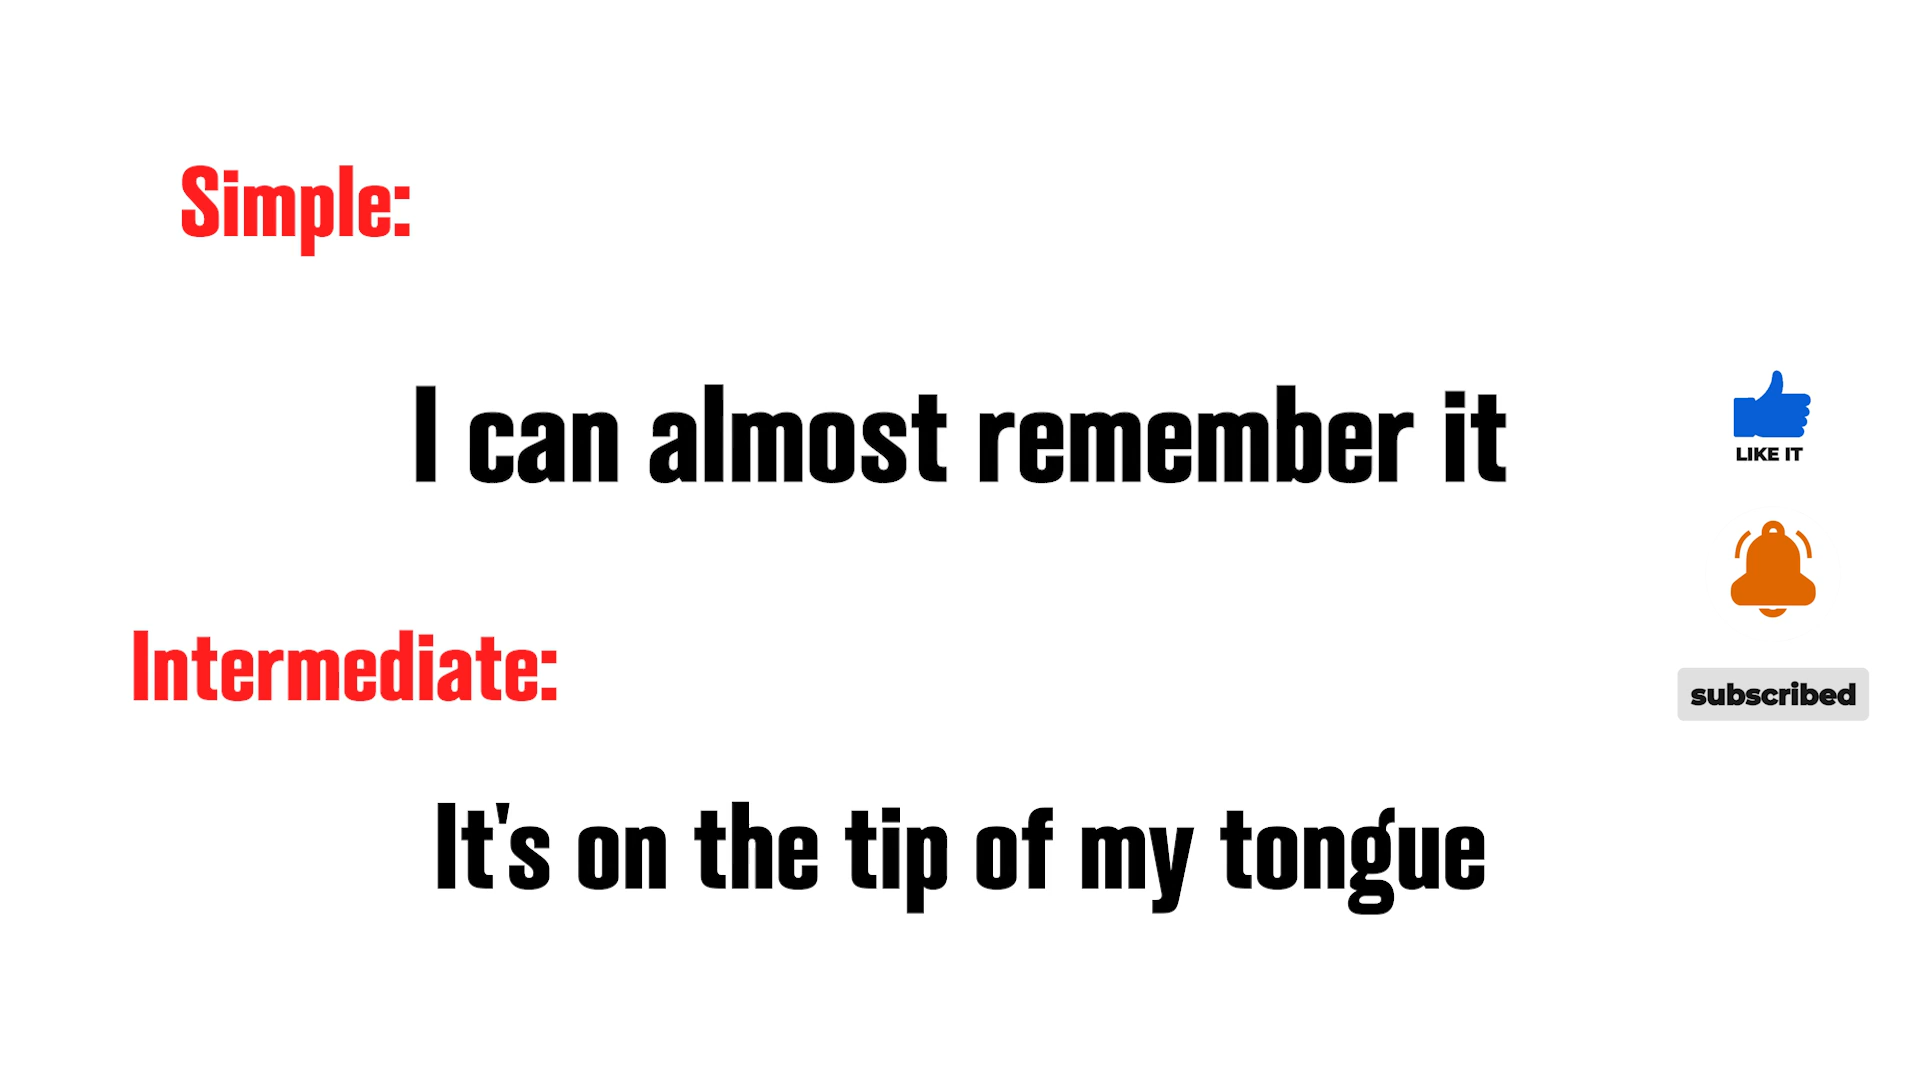 Simple:
I can almost remember it
LIKE IT
Intermediate:
subscribed
It's on the tip of my tongue